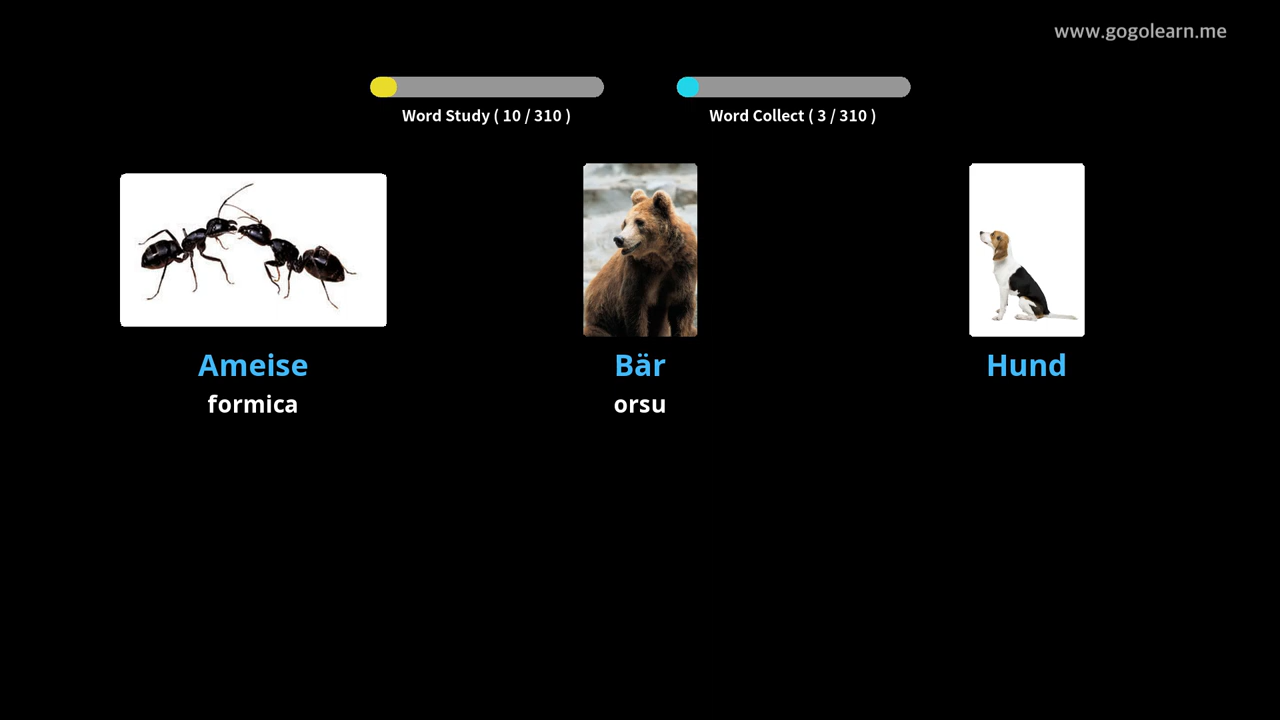 www.gogolearn.me
Word Study ( 10 / 310 )
Word Collect ( 3 / 310 )
Ameise
formica
Bär
orsu
Hund